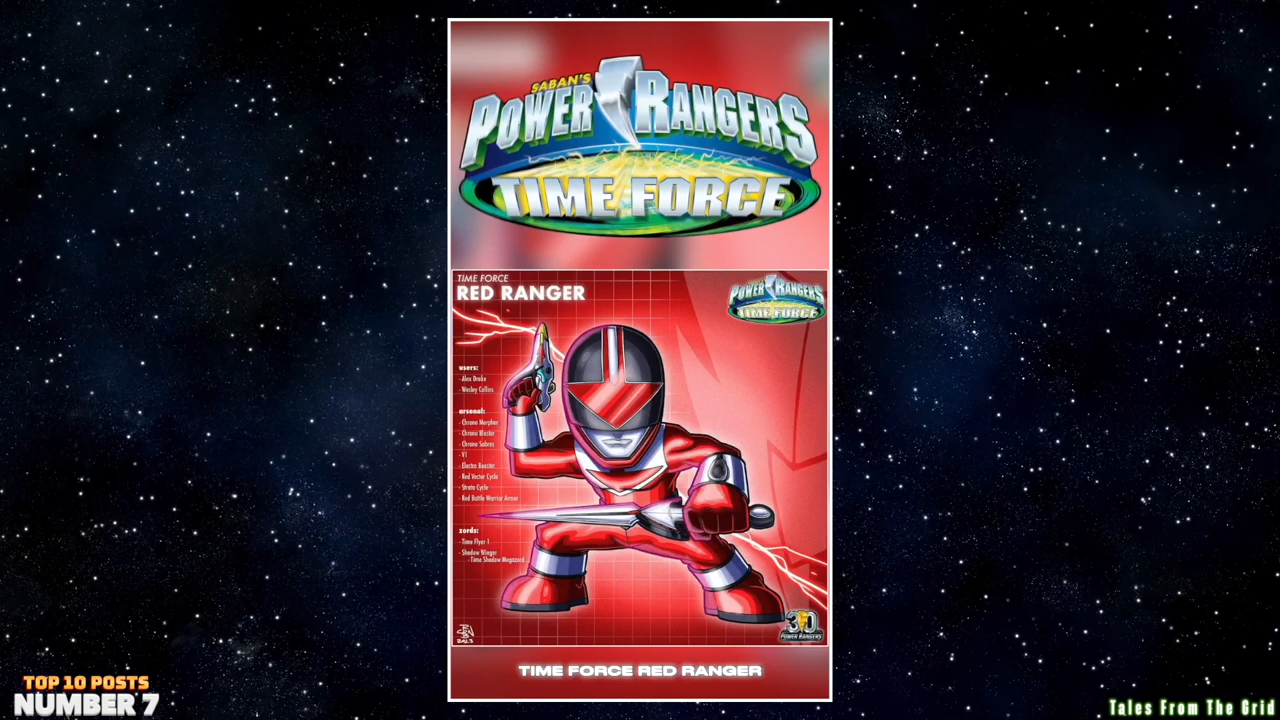 SABAN'S
POWER RANGERS
TIME FORCE
TIME FORCE
RED RANGER
POWER RANGERS
TIME FORCE
users:
- Alex Drake
- Wesley Collins
arsenal:
- Chrono Morpher
- Chrono Blaster
- Chrono Sabres
- V1
- Electro Booster
- Red Vector Cycle
- Strata Cycle
- Red Battle Warrior Armor
zords:
- Time Flyer 1
- Shadow Winger
- Time Shadow Megazord
30
POWER RANGERS
TIME FORCE RED RANGER
TOP 10 POSTS
NUMBER 7
Tales From The Grid